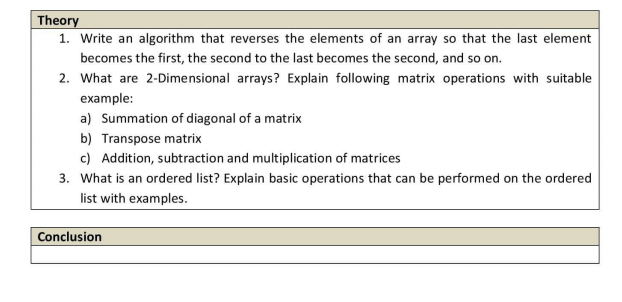 Theory
1. Write an algorithm that reverses the elements of an array so that the last element
becomes the first, the second to the last becomes the second, and so on.
2. What are 2-Dimensional arrays? Explain following matrix operations with suitable
example:
a) Summation of diagonal of a matrix
b) Transpose matrix
c) Addition, subtraction and multiplication of matrices
3. What is an ordered list? Explain basic operations that can be performed on the ordered
list with examples.
Conclusion